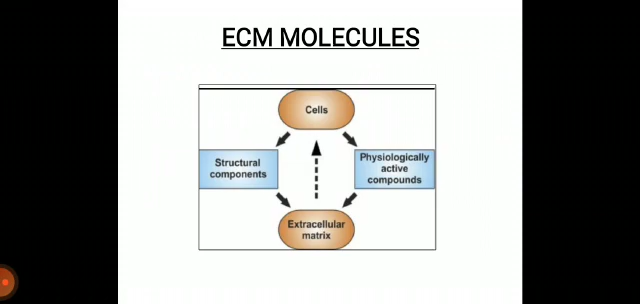 ECM MOLECULES
Cells
Structural
components
Physiologically
active
compounds
Extracellular
matrix